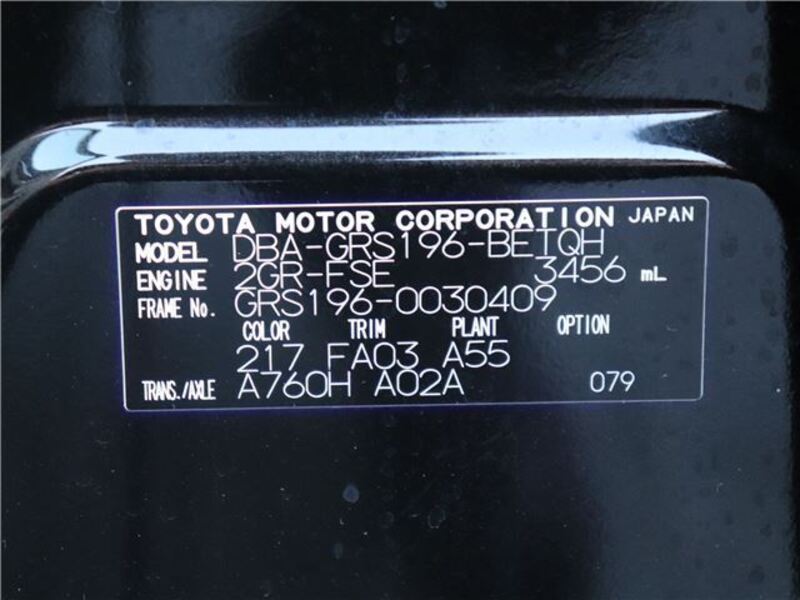 TOYOTA MOTOR CORPORATION JAPAN
MODEL DBA-GRS196-BETQH
ENGINE 2GR-FSE 3456 mL
FRAME No. GRS196-0030409
COLOR TRIM PLANT OPTION
217 FA03 A55
TRANS./AXLE A760H A02A 079